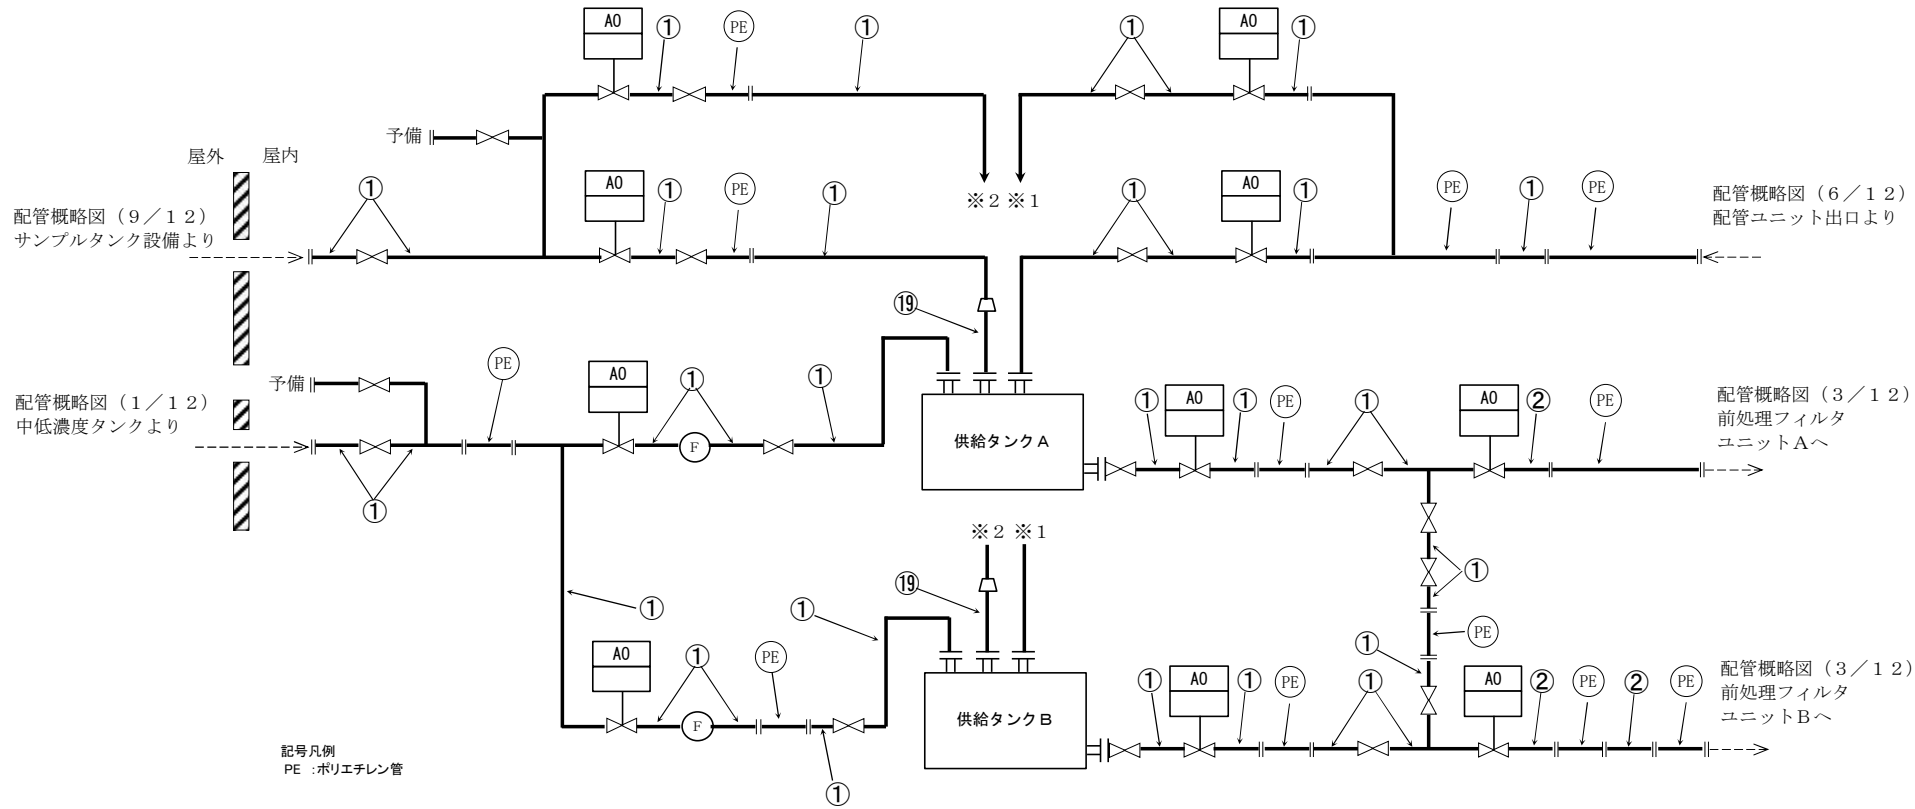 AO ① PE ① ① AO ①
予備
屋外 屋内
① AO ① PE ① ※2 ※1 ① AO ① PE ① PE
配管概略図(9/12)
サンプルタンク設備より
配管概略図(6/12)
配管ユニット出口より
⑲
予備 PE AO ① ①
配管概略図(1/12)
中低濃度タンクより
①
F
供給タンクA
① AO ① PE ① AO ② PE
配管概略図(3/12)
前処理フィルタ
ユニットAへ
※2 ※1
①
⑲
① ①
PE
①
AO ① PE
F
①
供給タンクB
① AO ① PE ① AO ② PE ② PE
配管概略図(3/12)
前処理フィルタ
ユニットBへ
記号凡例
PE :ポリエチレン管